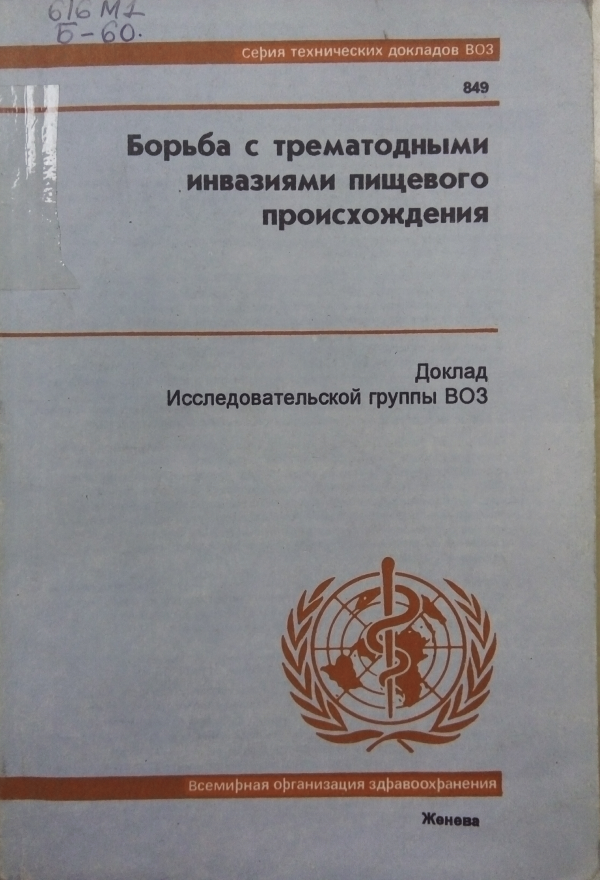 616 М1
Б-60.
Серия технических докладов ВОЗ
849
Борьба с трематодными
инвазиями пищевого
происхождения
Доклад
Исследовательской группы ВОЗ
Всемирная организация здравоохранения
Женева